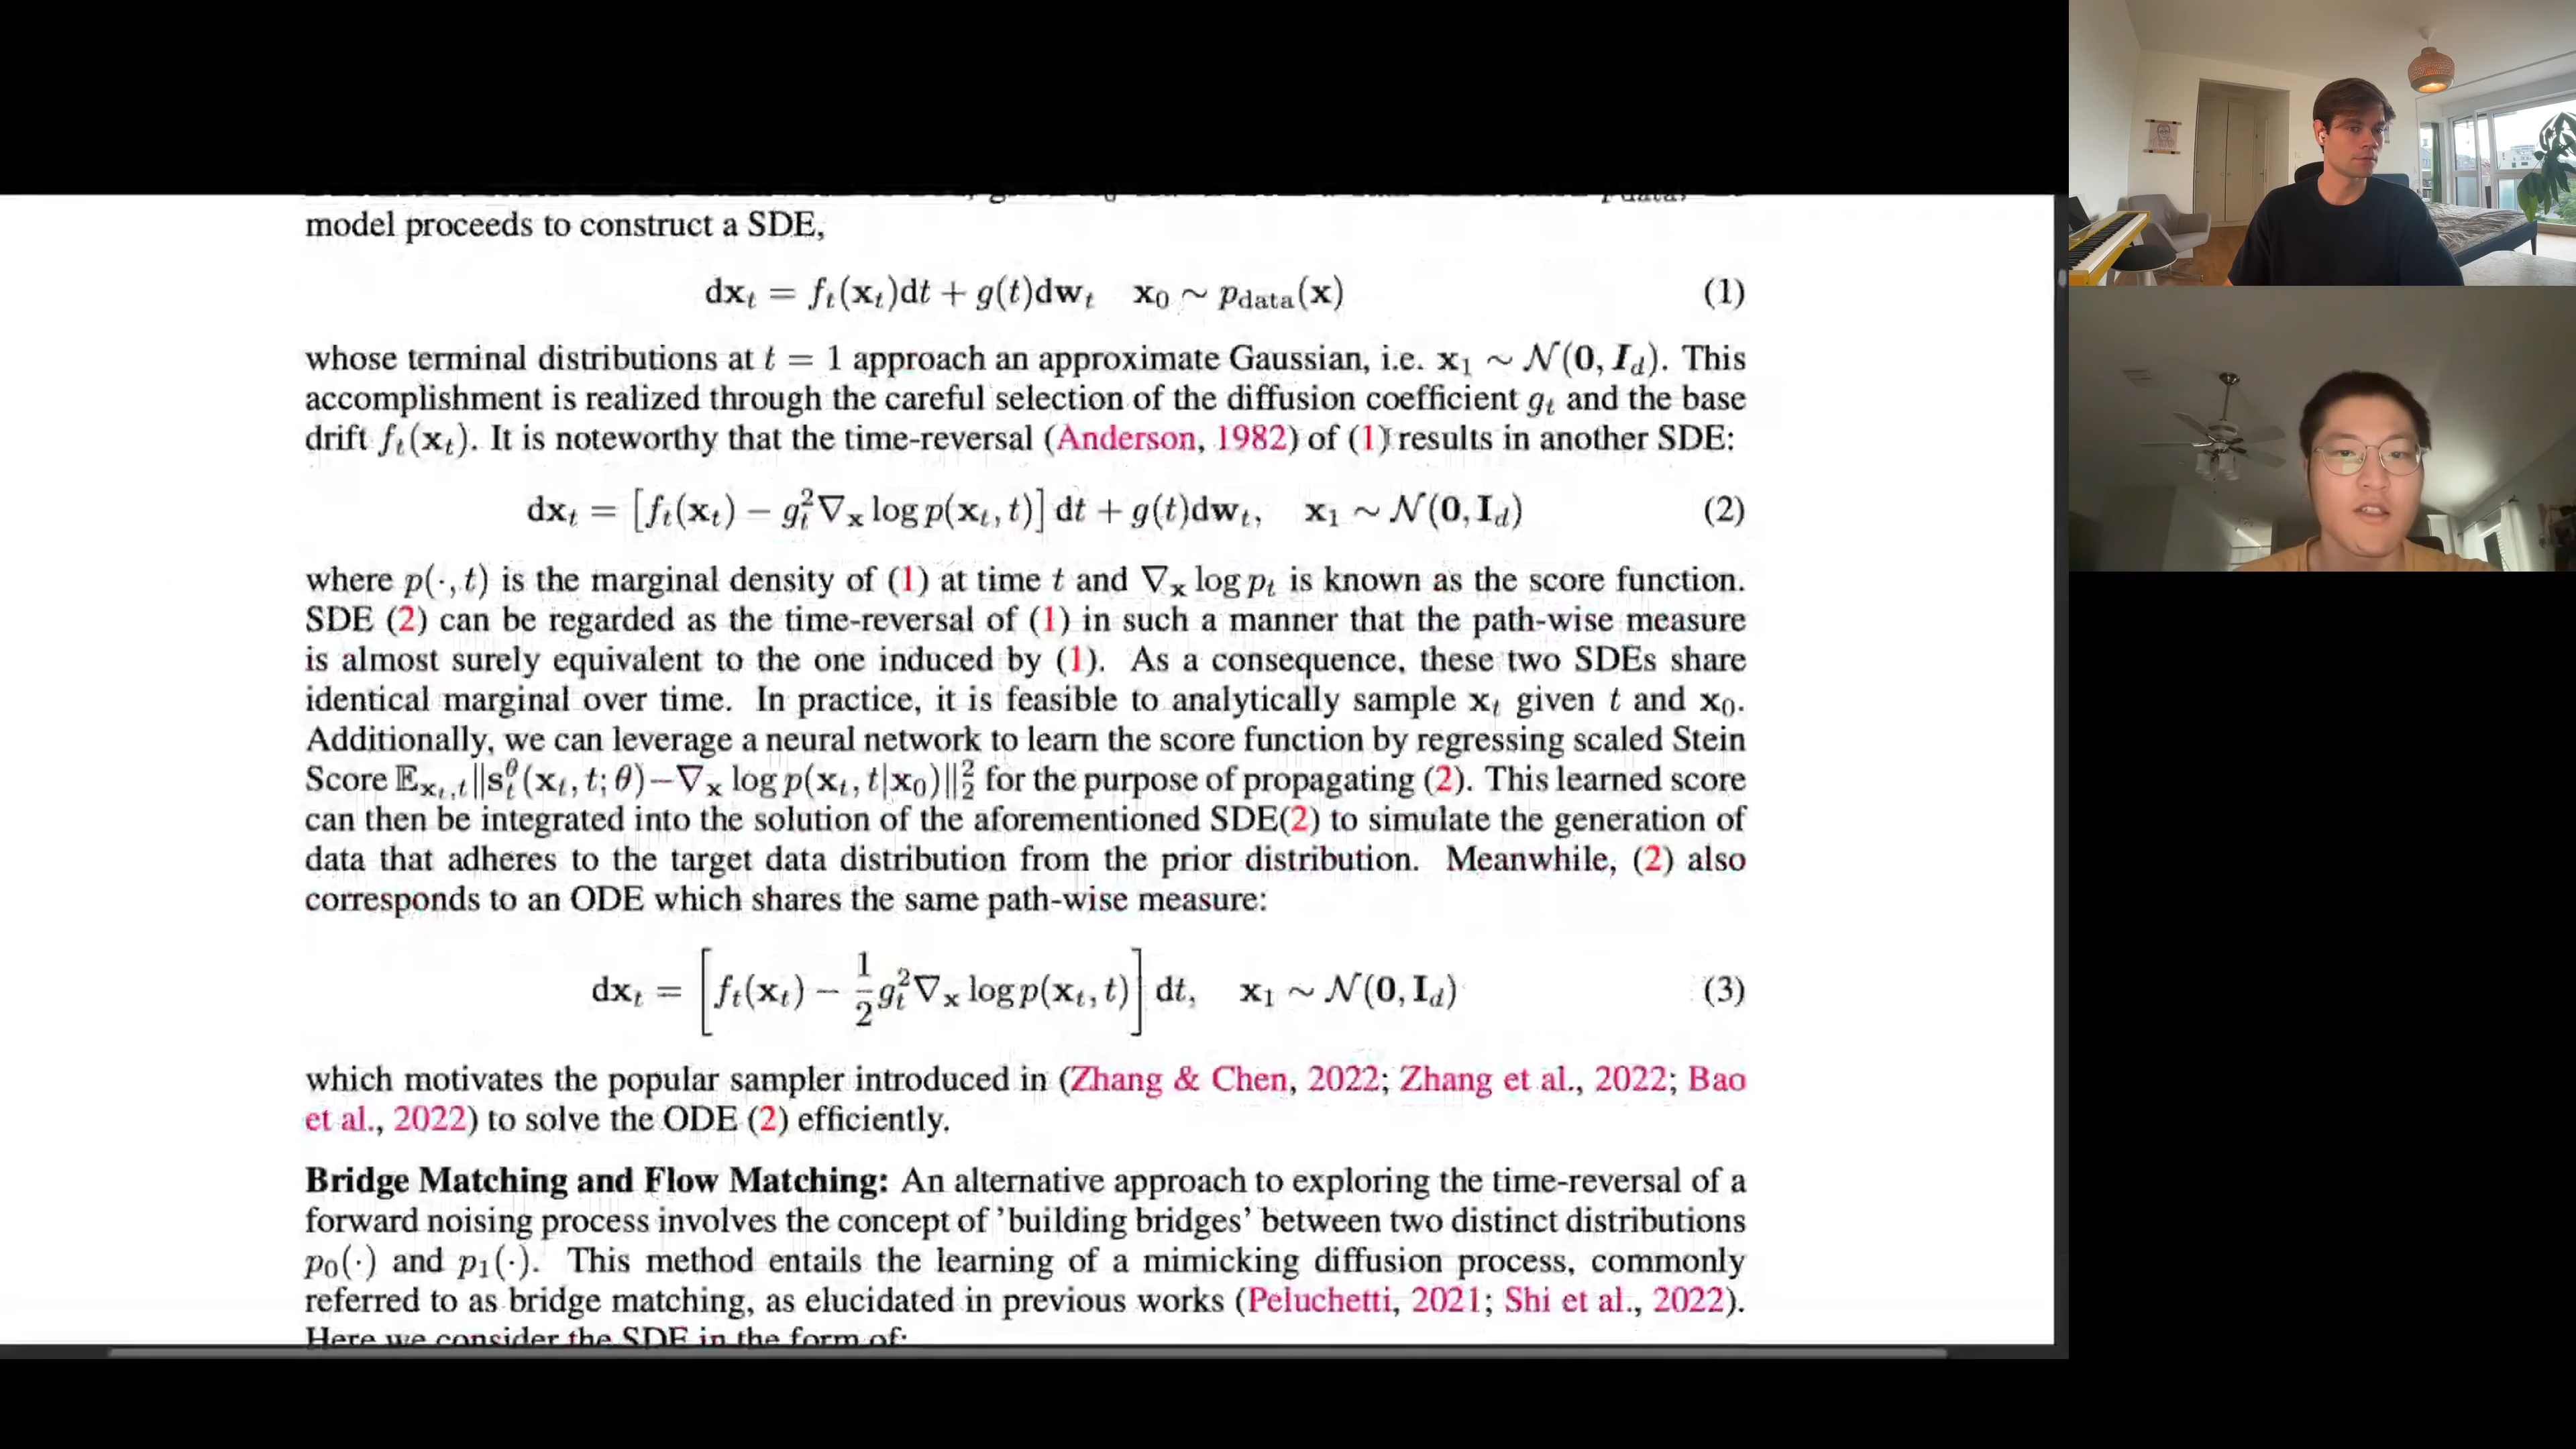 model proceeds to construct a SDE,
dx_t = f_t(x_t)dt + g(t)dw_t x_0 ∼ p_data(x) (1)
whose terminal distributions at t = 1 approach an approximate Gaussian, i.e. x_1 ∼ N(0, I_d). This
accomplishment is realized through the careful selection of the diffusion coefficient g_t and the base
drift f_t(x_t). It is noteworthy that the time-reversal (Anderson, 1982) of (1) results in another SDE:
dx_t = [f_t(x_t) − g_t^2 ∇_x log p(x_t, t)] dt + g(t)dw_t, x_1 ∼ N(0, I_d) (2)
where p(·, t) is the marginal density of (1) at time t and ∇_x log p_t is known as the score function.
SDE (2) can be regarded as the time-reversal of (1) in such a manner that the path-wise measure
is almost surely equivalent to the one induced by (1). As a consequence, these two SDEs share
identical marginal over time. In practice, it is feasible to analytically sample x_t given t and x_0.
Additionally, we can leverage a neural network to learn the score function by regressing scaled Stein
Score E_{x_t,t} ||s_t^θ(x_t, t; θ) − ∇_x log p(x_t, t|x_0)||_2^2 for the purpose of propagating (2). This learned score
can then be integrated into the solution of the aforementioned SDE(2) to simulate the generation of
data that adheres to the target data distribution from the prior distribution. Meanwhile, (2) also
corresponds to an ODE which shares the same path-wise measure:
dx_t = [f_t(x_t) − 1/2 g_t^2 ∇_x log p(x_t, t)] dt, x_1 ∼ N(0, I_d) (3)
which motivates the popular sampler introduced in (Zhang & Chen, 2022; Zhang et al., 2022; Bao
et al., 2022) to solve the ODE (2) efficiently.
Bridge Matching and Flow Matching: An alternative approach to exploring the time-reversal of a
forward noising process involves the concept of 'building bridges' between two distinct distributions
p_0(·) and p_1(·). This method entails the learning of a mimicking diffusion process, commonly
referred to as bridge matching, as elucidated in previous works (Peluchetti, 2021; Shi et al., 2022).
Here we consider the SDE in the form of: